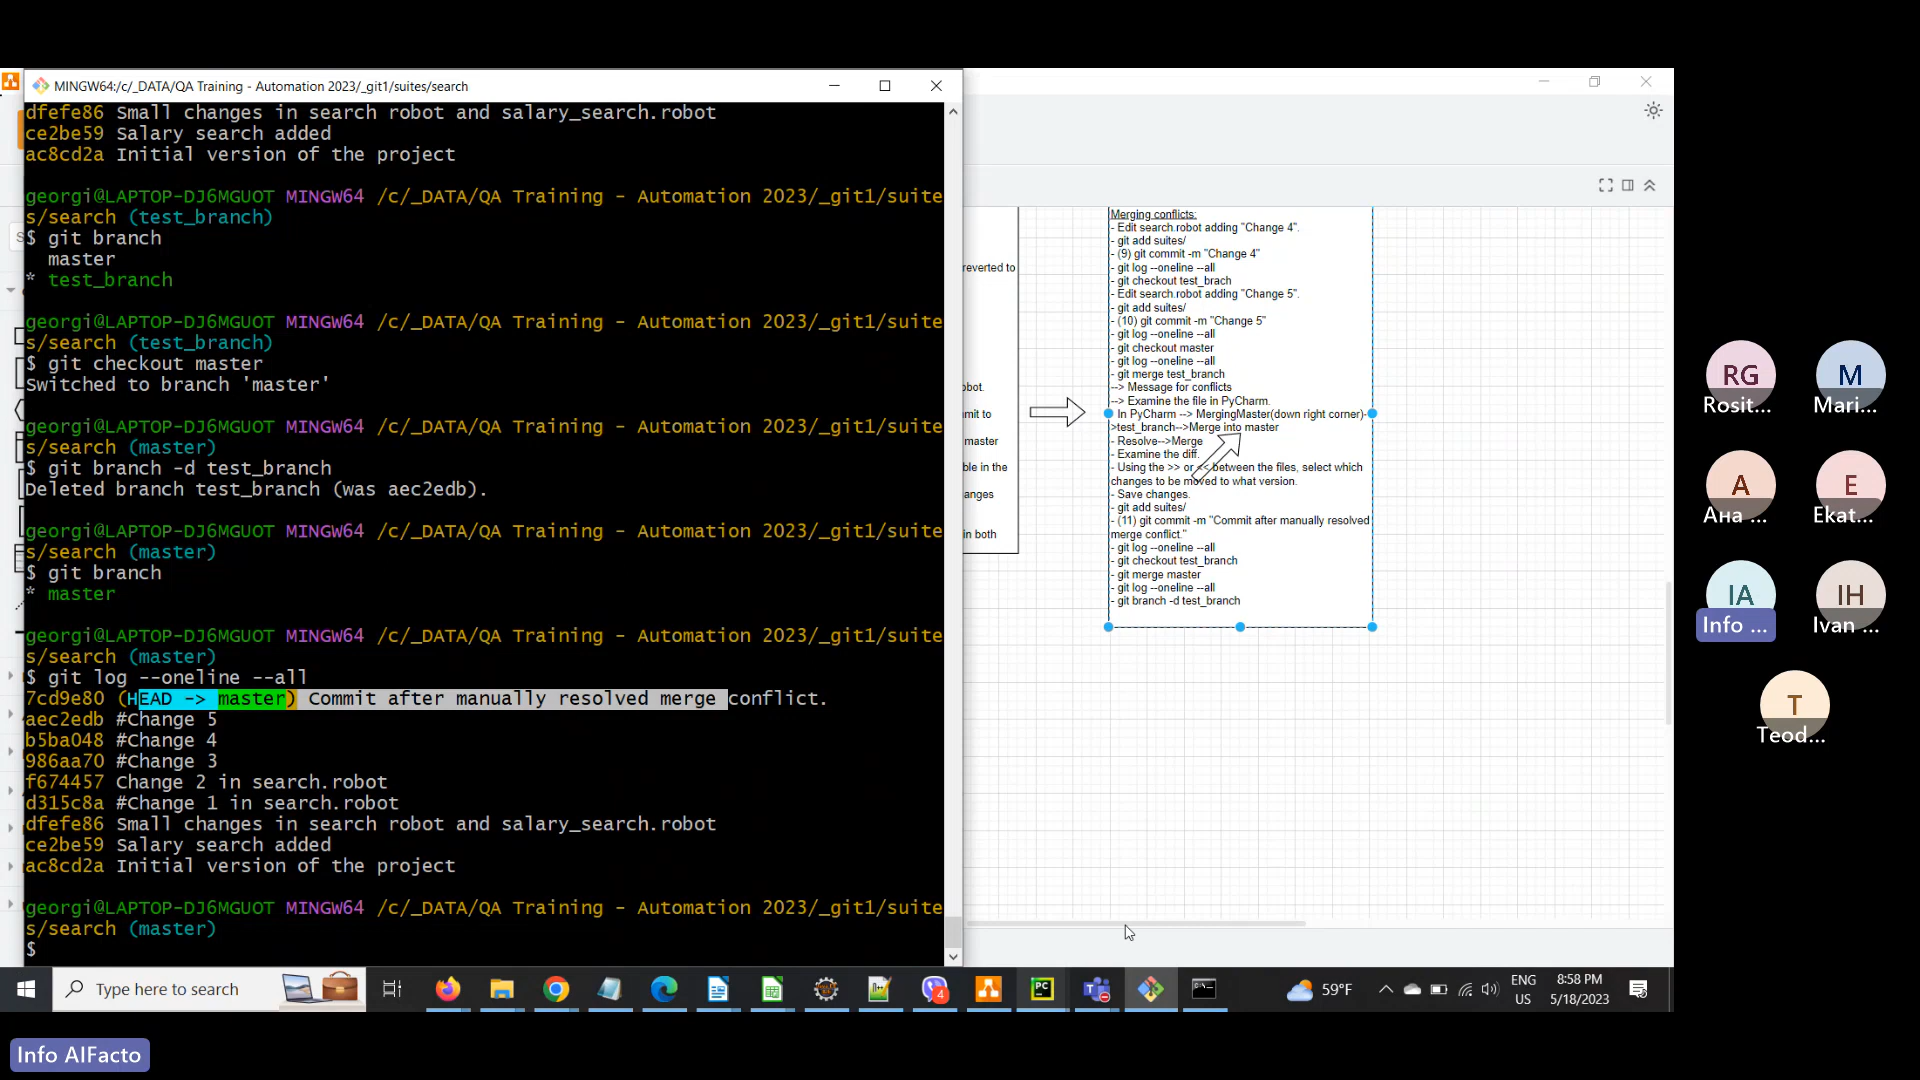 MINGW64:/c/_DATA/QA Training - Automation 2023/_git1/suites/search
dfefe86 Small changes in search robot and salary_search.robot
ce2be59 Salary search added
ac8cd2a Initial version of the project
georgi@LAPTOP-DJ6MGUOT MINGW64 /c/_DATA/QA Training - Automation 2023/_git1/suite
s/search (test_branch)
$ git branch
master
* test_branch
georgi@LAPTOP-DJ6MGUOT MINGW64 /c/_DATA/QA Training - Automation 2023/_git1/suite
s/search (test_branch)
$ git checkout master
Switched to branch 'master'
georgi@LAPTOP-DJ6MGUOT MINGW64 /c/_DATA/QA Training - Automation 2023/_git1/suite
s/search (master)
$ git branch -d test_branch
Deleted branch test_branch (was aec2edb).
georgi@LAPTOP-DJ6MGUOT MINGW64 /c/_DATA/QA Training - Automation 2023/_git1/suite
s/search (master)
$ git branch
* master
georgi@LAPTOP-DJ6MGUOT MINGW64 /c/_DATA/QA Training - Automation 2023/_git1/suite
s/search (master)
$ git log --oneline --all
7cd9e80 (HEAD -> master) Commit after manually resolved merge conflict.
aec2edb #Change 5
b5ba048 #Change 4
986aa70 #Change 3
f674457 Change 2 in search.robot
d315c8a #Change 1 in search.robot
dfefe86 Small changes in search robot and salary_search.robot
ce2be59 Salary search added
ac8cd2a Initial version of the project
georgi@LAPTOP-DJ6MGUOT MINGW64 /c/_DATA/QA Training - Automation 2023/_git1/suite
s/search (master)
$
reverted to
obot.
mit to
master
ble in the
anges
in both
Merging conflicts:
- Edit search.robot adding "Change 4".
- git add suites/
- (9) git commit -m "Change 4"
- git log --oneline --all
- git checkout test_brach
- Edit search.robot adding "Change 5".
- git add suites/
- (10) git commit -m "Change 5"
- git log --oneline --all
- git checkout master
- git log --oneline --all
- git merge test_branch
--> Message for conflicts
--> Examine the file in PyCharm.
- In PyCharm --> MergingMaster(down right corner)-
>test_branch-->Merge into master
- Resolve-->Merge
- Examine the diff.
- Using the >> or << between the files, select which
changes to be moved to what version.
- Save changes.
- git add suites/
- (11) git commit -m "Commit after manually resolved
merge conflict."
- git log --oneline --all
- git checkout test_branch
- git merge master
- git log --oneline --all
- git branch -d test_branch
RG
Rosit...
M
Mari...
A
Ана ...
E
Ekat...
IA
Info ...
IH
Ivan ...
T
Teod...
Type here to search
4
PC
59°F
ENG
US
8:58 PM
5/18/2023
Info AIFacto